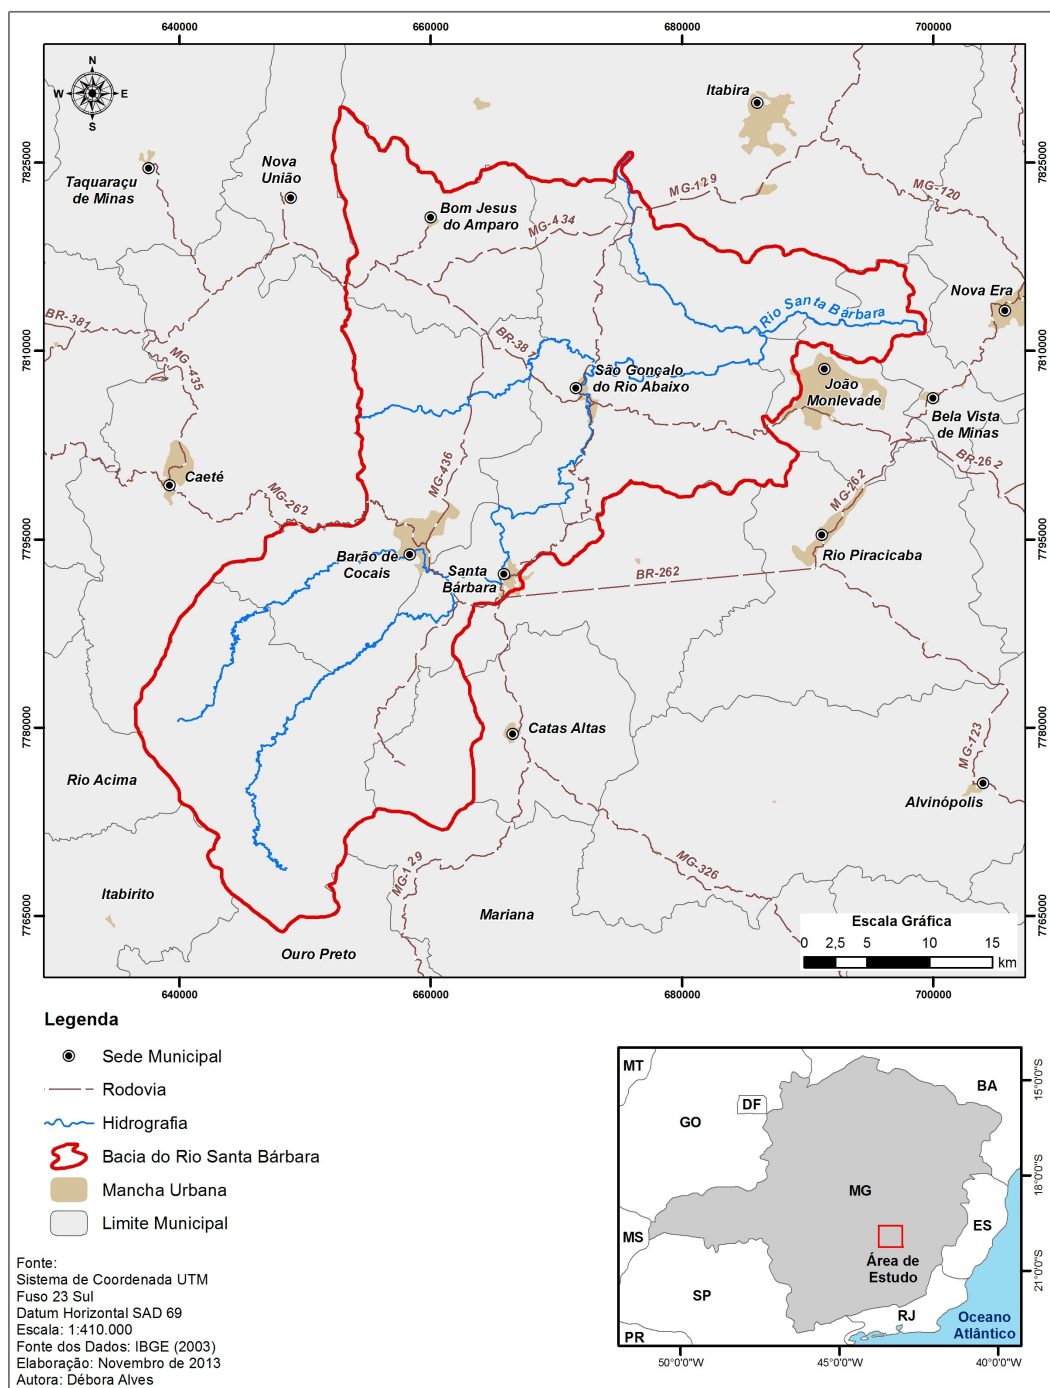 640000
660000
680000
700000
N
W
E
S
7825000
7825000
7810000
7810000
7795000
7795000
7780000
7780000
7765000
7765000
Itabira
Taquaraçu
de Minas
Nova
União
Bom Jesus
do Amparo
MG-129
MG-120
MG-434
Nova Era
Rio Santa Bárbara
BR-381
MG-435
BR-38
São Gonçalo
do Rio Abaixo
João
Monlevade
Bela Vista
de Minas
Caeté
MG-436
MG-262
BR-262
MG-262
Barão de
Cocais
Santa
Bárbara
Rio Piracicaba
BR-262
Catas Altas
MG-123
Rio Acima
Alvinópolis
MG-129
MG-326
Itabirito
Mariana
Ouro Preto
Escala Gráfica
0 2,5 5 10 15
km
640000
660000
680000
700000
Legenda
Sede Municipal
Rodovia
Hidrografia
Bacia do Rio Santa Bárbara
Mancha Urbana
Limite Municipal
Fonte:
Sistema de Coordenada UTM
Fuso 23 Sul
Datum Horizontal SAD 69
Escala: 1:410.000
Fonte dos Dados: IBGE (2003)
Elaboração: Novembro de 2013
Autora: Débora Alves
MT
BA
DF
GO
MG
MS
ES
Área de
Estudo
SP
RJ
PR
Oceano
Atlântico
15°0'0"S
18°0'0"S
21°0'0"S
50°0'0"W
45°0'0"W
40°0'0"W